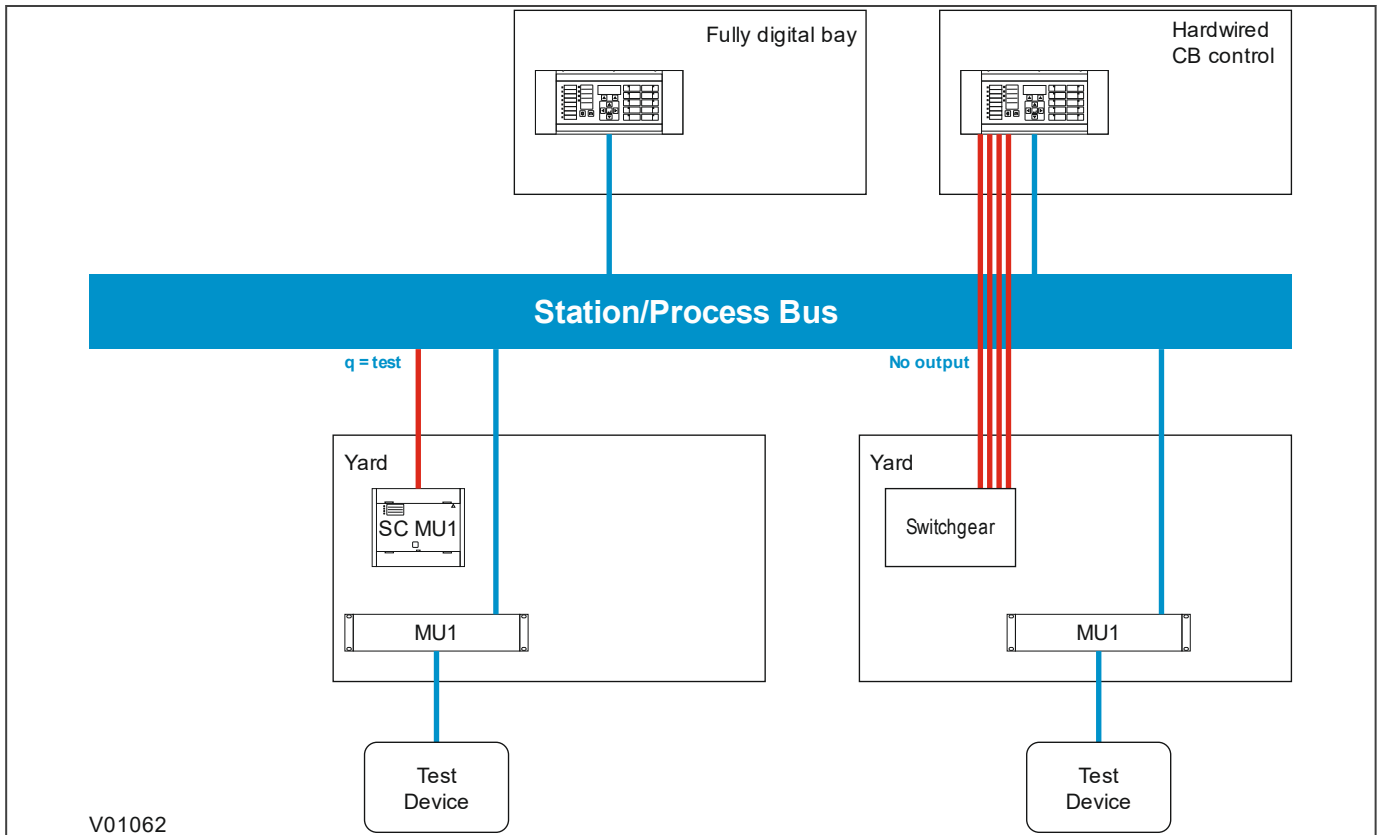 Fully digital bay
Hardwired
CB control
Station/Process Bus
q = test
No output
Yard
SC MU1
MU1
Yard
Switchgear
MU1
Test
Device
Test
Device
V01062